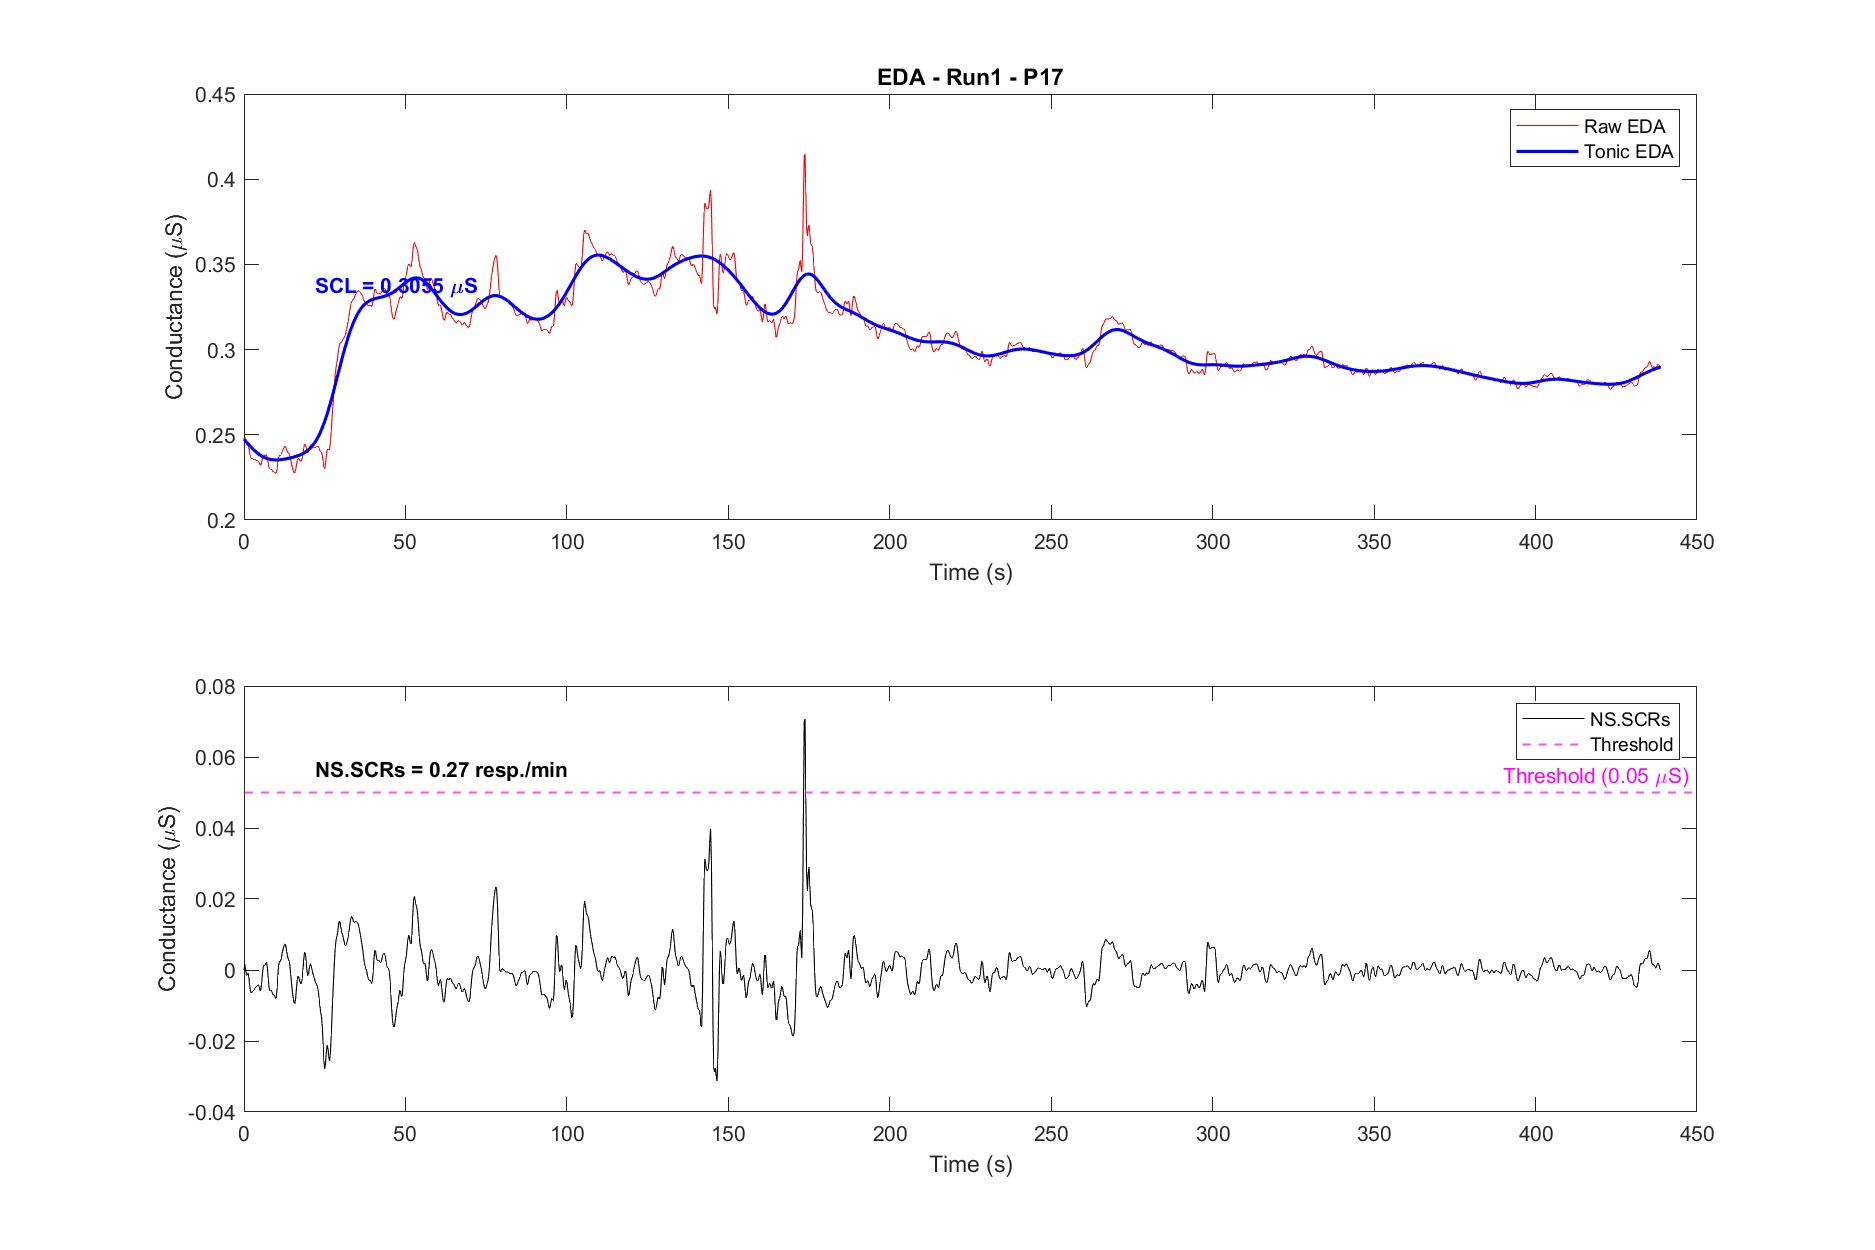 EDA - Run1 - P17
0.45
0.4
0.35
0.3
0.25
0.2
Conductance (μS)
Raw EDA
Tonic EDA
SCL = 0.3055 μS
0 50 100 150 200 250 300 350 400 450
Time (s)
0.08
0.06
0.04
0.02
0
-0.02
-0.04
Conductance (μS)
NS.SCRs
Threshold
NS.SCRs = 0.27 resp./min
Threshold (0.05 μS)
0 50 100 150 200 250 300 350 400 450
Time (s)